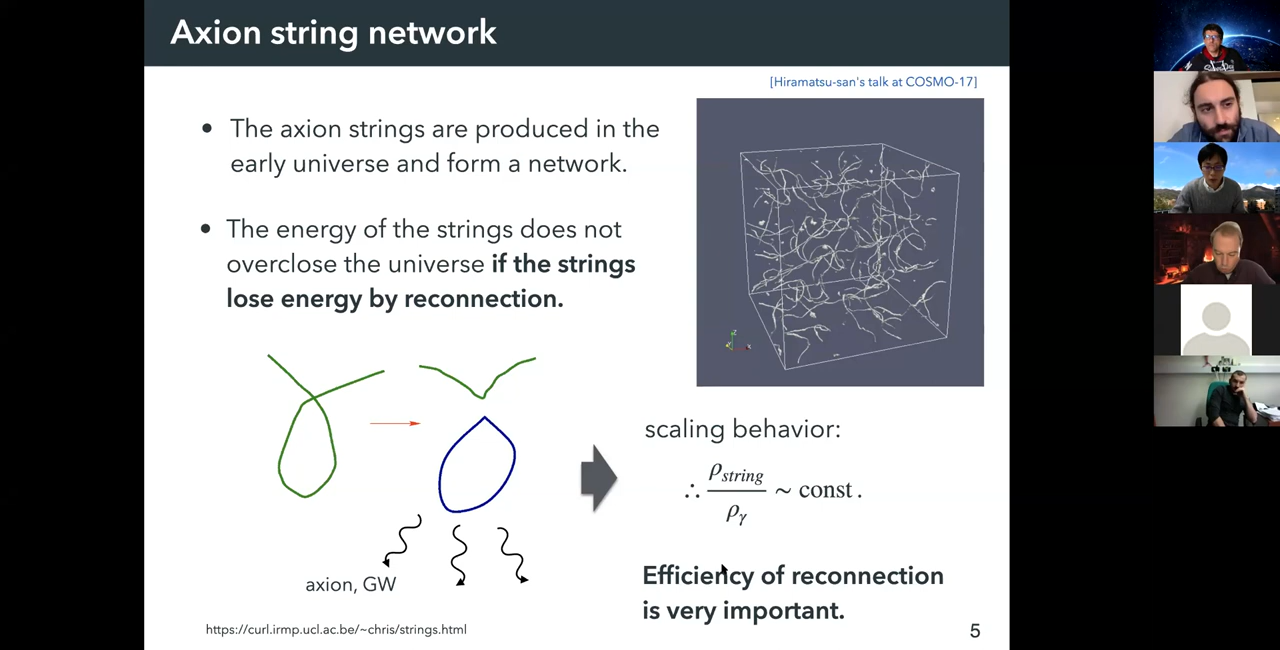 Axion string network
[Hiramatsu-san's talk at COSMO-17]
• The axion strings are produced in the
early universe and form a network.
• The energy of the strings does not
overclose the universe if the strings
lose energy by reconnection.
scaling behavior:
∴ ρ_string / ρ_γ ~ const.
axion, GW
Efficiency of reconnection
is very important.
https://curl.irmp.ucl.ac.be/~chris/strings.html
5